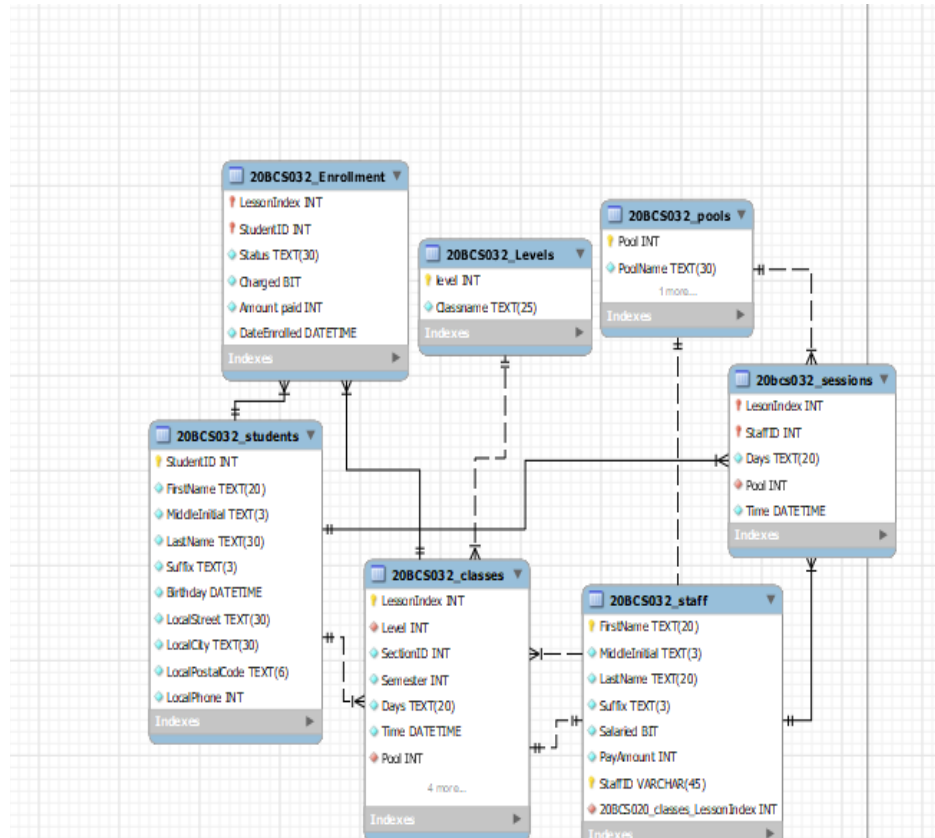 20BCS032_Enrollment
LessonIndex INT
StudentID INT
Status TEXT(30)
Charged BIT
Amount paid INT
DateEnrolled DATETIME
Indexes
20BCS032_Levels
level INT
Classname TEXT(25)
Indexes
20BCS032_pools
Pool INT
PoolName TEXT(30)
1 more...
Indexes
20bcs032_sessions
LesonIndex INT
StaffID INT
Days TEXT(20)
Pool INT
Time DATETIME
Indexes
20BCS032_students
StudentID INT
FirstName TEXT(20)
MiddleInitial TEXT(3)
LastName TEXT(30)
Suffix TEXT(3)
Birthday DATETIME
LocalStreet TEXT(30)
LocalCity TEXT(30)
LocalPostalCode TEXT(6)
LocalPhone INT
Indexes
20BCS032_classes
LessonIndex INT
Level INT
SectionID INT
Semester INT
Days TEXT(20)
Time DATETIME
Pool INT
4 more...
Indexes
20BCS032_staff
FirstName TEXT(20)
MiddleInitial TEXT(3)
LastName TEXT(20)
Suffix TEXT(3)
Salaried BIT
PayAmount INT
StaffID VARCHAR(45)
20BCS020_classes_LessonIndex INT
Indexes